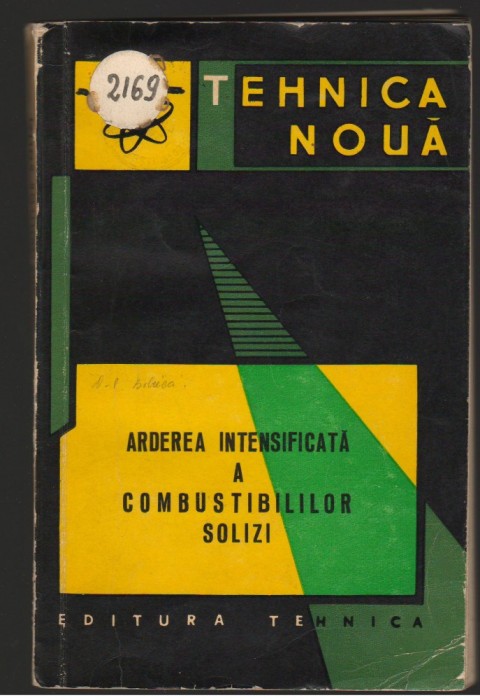 2169
TEHNICA
NOUĂ
ARDEREA INTENSIFICATĂ
A
COMBUSTIBILILOR
SOLIZI
EDITURA TEHNICA